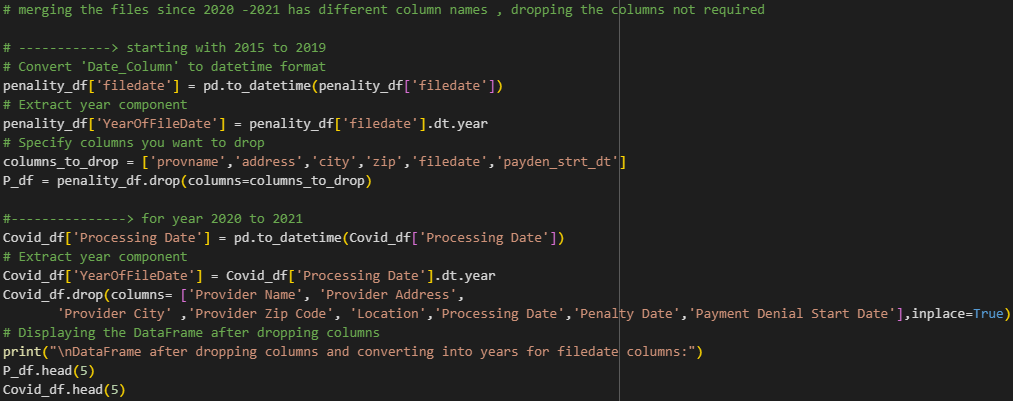 # merging the files since 2020 -2021 has different column names , dropping the columns not required
# ------------> starting with 2015 to 2019
# Convert 'Date_Column' to datetime format
penality_df['filedate'] = pd.to_datetime(penality_df['filedate'])
# Extract year component
penality_df['YearOfFileDate'] = penality_df['filedate'].dt.year
# Specify columns you want to drop
columns_to_drop = ['provname','address','city','zip','filedate','payden_strt_dt']
P_df = penality_df.drop(columns=columns_to_drop)
#---------------> for year 2020 to 2021
Covid_df['Processing Date'] = pd.to_datetime(Covid_df['Processing Date'])
# Extract year component
Covid_df['YearOfFileDate'] = Covid_df['Processing Date'].dt.year
Covid_df.drop(columns= ['Provider Name', 'Provider Address',
'Provider City' ,'Provider Zip Code', 'Location','Processing Date','Penalty Date','Payment Denial Start Date'],inplace=True)
# Displaying the DataFrame after dropping columns
print("\nDataFrame after dropping columns and converting into years for filedate columns:")
P_df.head(5)
Covid_df.head(5)